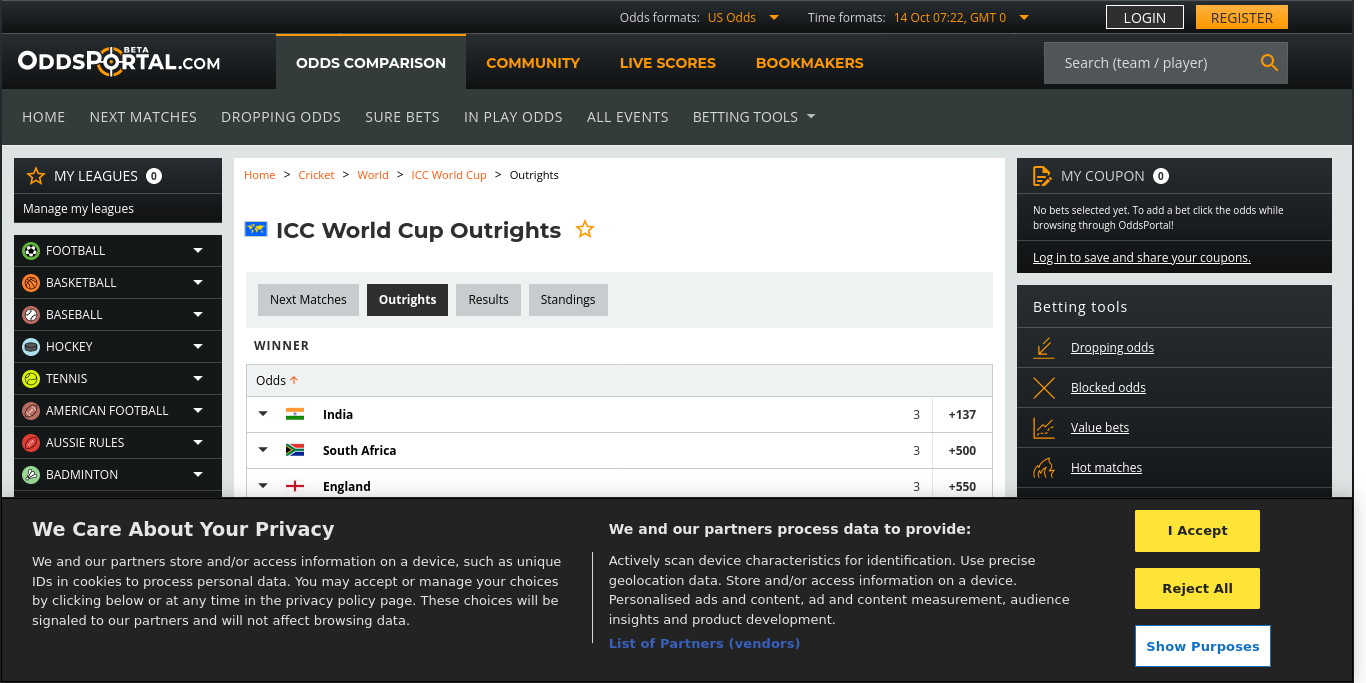 Odds formats: US Odds
Time formats: 14 Oct 07:22, GMT 0
LOGIN
REGISTER
ODDSPORTAL.COM
BETA
ODDS COMPARISON
COMMUNITY
LIVE SCORES
BOOKMAKERS
Search (team / player)
HOME
NEXT MATCHES
DROPPING ODDS
SURE BETS
IN PLAY ODDS
ALL EVENTS
BETTING TOOLS
MY LEAGUES 0
Manage my leagues
FOOTBALL
BASKETBALL
BASEBALL
HOCKEY
TENNIS
AMERICAN FOOTBALL
AUSSIE RULES
BADMINTON
Home > Cricket > World > ICC World Cup > Outrights
ICC World Cup Outrights
Next Matches
Outrights
Results
Standings
WINNER
Odds
India 3 +137
South Africa 3 +500
England 3 +550
MY COUPON 0
No bets selected yet. To add a bet click the odds while
browsing through OddsPortal!
Log in to save and share your coupons.
Betting tools
Dropping odds
Blocked odds
Value bets
Hot matches
We Care About Your Privacy
We and our partners store and/or access information on a device, such as unique
IDs in cookies to process personal data. You may accept or manage your choices
by clicking below or at any time in the privacy policy page. These choices will be
signaled to our partners and will not affect browsing data.
We and our partners process data to provide:
Actively scan device characteristics for identification. Use precise
geolocation data. Store and/or access information on a device.
Personalised ads and content, ad and content measurement, audience
insights and product development.
List of Partners (vendors)
I Accept
Reject All
Show Purposes